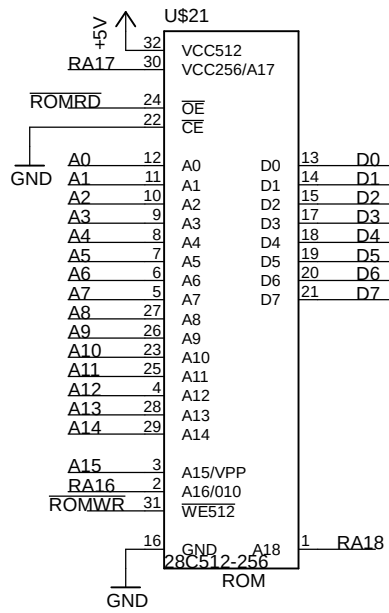 U$21
+5V
32 VCC512
RA17 30 VCC256/A17
ROMRD 24 OE
22 CE
GND
A0 12 A0 D0 13 D0
A1 11 A1 D1 14 D1
A2 10 A2 D2 15 D2
A3 9 A3 D3 17 D3
A4 8 A4 D4 18 D4
A5 7 A5 D5 19 D5
A6 6 A6 D6 20 D6
A7 5 A7 D7 21 D7
A8 27 A8
A9 26 A9
A10 23 A10
A11 25 A11
A12 4 A12
A13 28 A13
A14 29 A14
A15 3 A15/VPP
RA16 2 A16/010
ROMWR 31 WE512
16 GND A18 1 RA18
28C512-256
ROM
GND